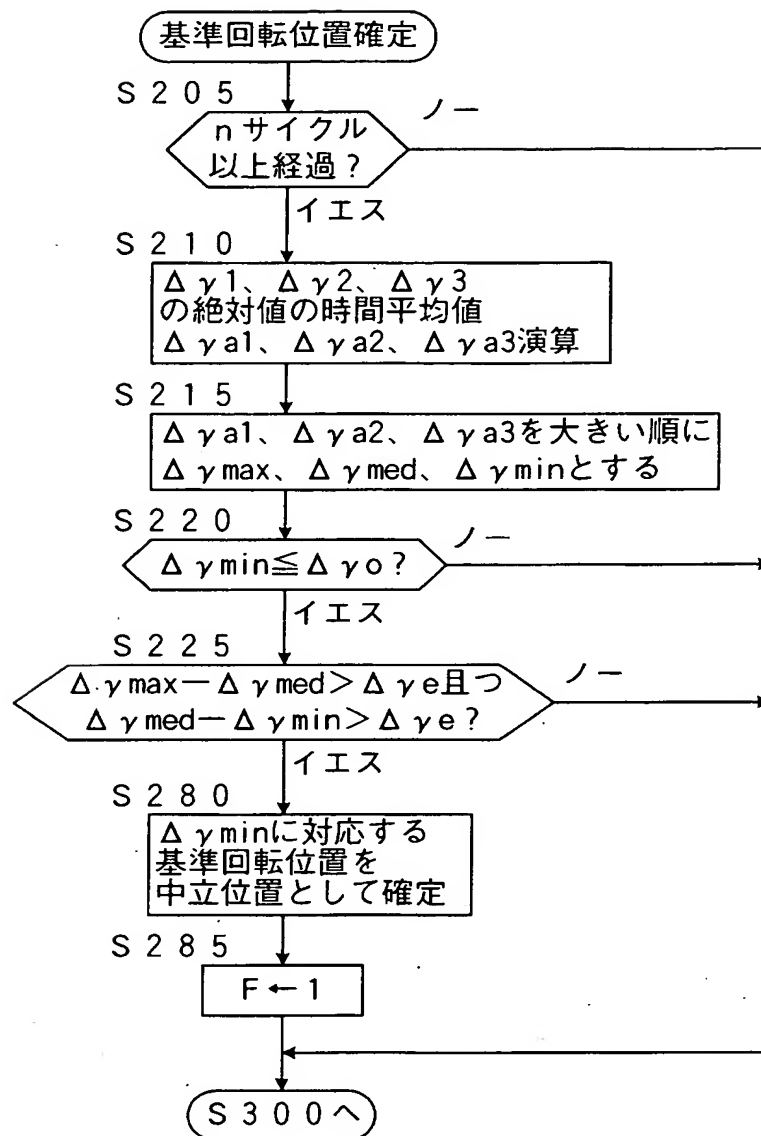 基準回転位置確定
S205
nサイクル
以上経過?
ノー
イエス
S210
Δγ1、Δγ2、Δγ3
の絶対値の時間平均値
Δγa1、Δγa2、Δγa3演算
S215
Δγa1、Δγa2、Δγa3を大きい順に
Δγmax、Δγmed、Δγminとする
S220
Δγmin≦Δγo?
ノー
イエス
S225
Δγmax－Δγmed＞Δγe且つ
Δγmed－Δγmin＞Δγe?
ノー
イエス
S280
Δγminに対応する
基準回転位置を
中立位置として確定
S285
F←1
S300へ